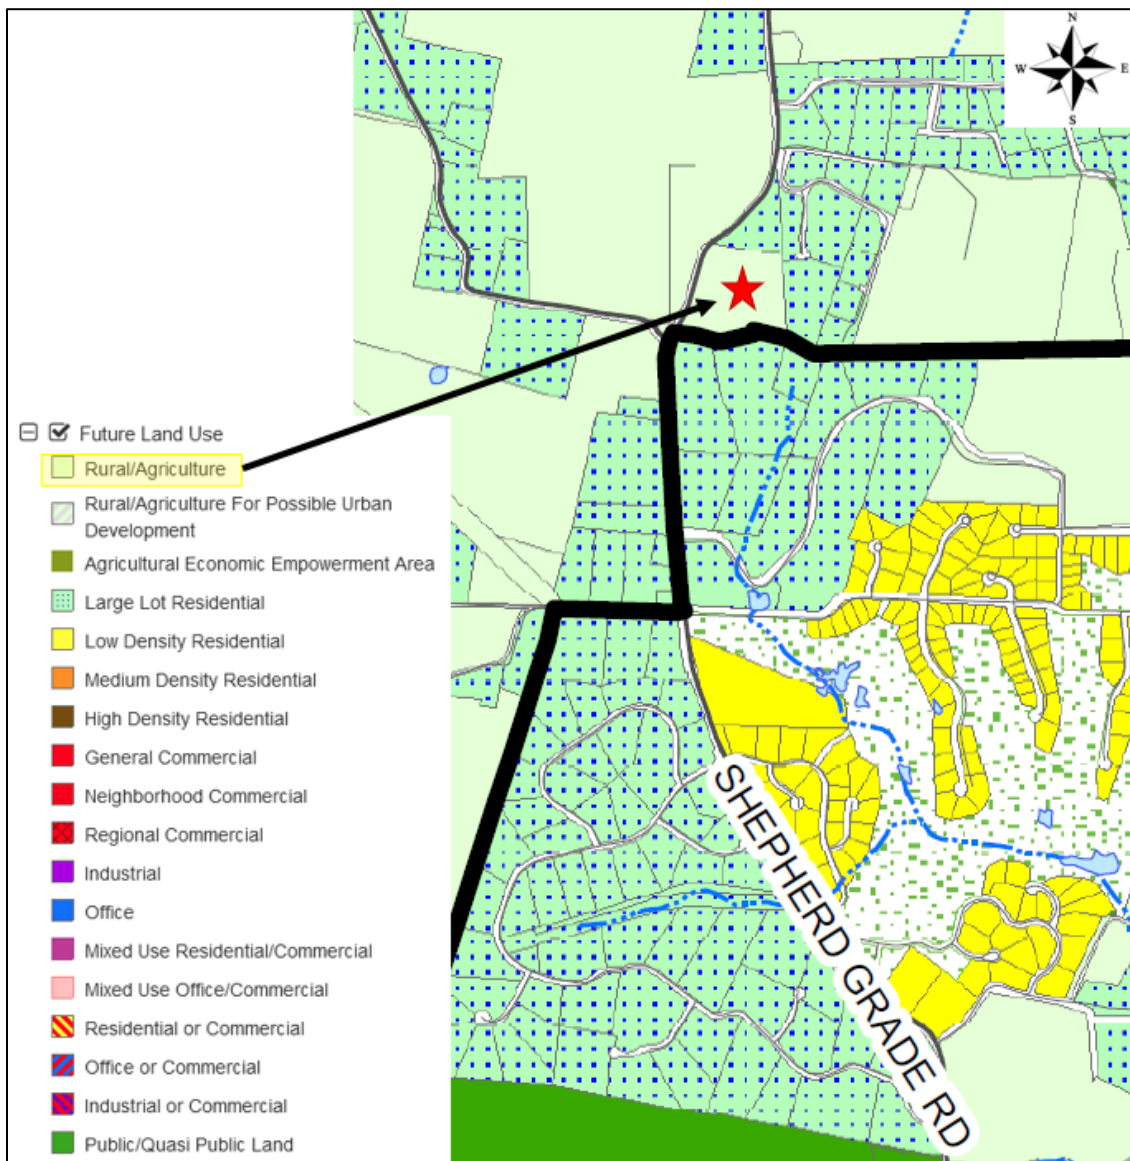 N
W E
S
Future Land Use
Rural/Agriculture
Rural/Agriculture For Possible Urban
Development
Agricultural Economic Empowerment Area
Large Lot Residential
Low Density Residential
Medium Density Residential
High Density Residential
General Commercial
Neighborhood Commercial
Regional Commercial
Industrial
Office
Mixed Use Residential/Commercial
Mixed Use Office/Commercial
Residential or Commercial
Office or Commercial
Industrial or Commercial
Public/Quasi Public Land
SHEPHERD GRADE RD